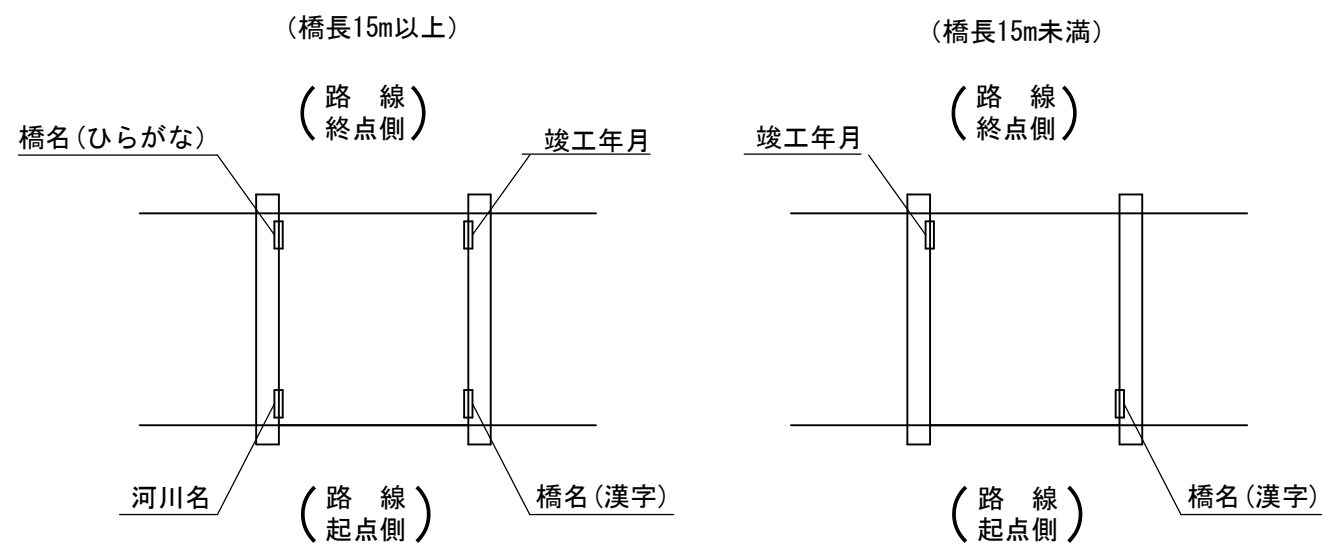 (橋長15m以上)
(路　線
終点側)
橋名(ひらがな)
竣工年月
河川名
(路　線
起点側)
橋名(漢字)
(橋長15m未満)
(路　線
終点側)
竣工年月
(路　線
起点側)
橋名(漢字)